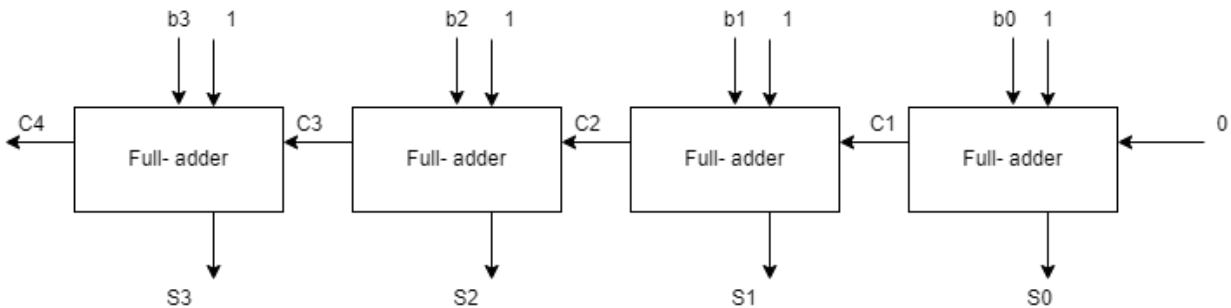 b3 1 b2 1 b1 1 b0 1
C4 C3 C2 C1 0
Full- adder Full- adder Full- adder Full- adder
S3 S2 S1 S0